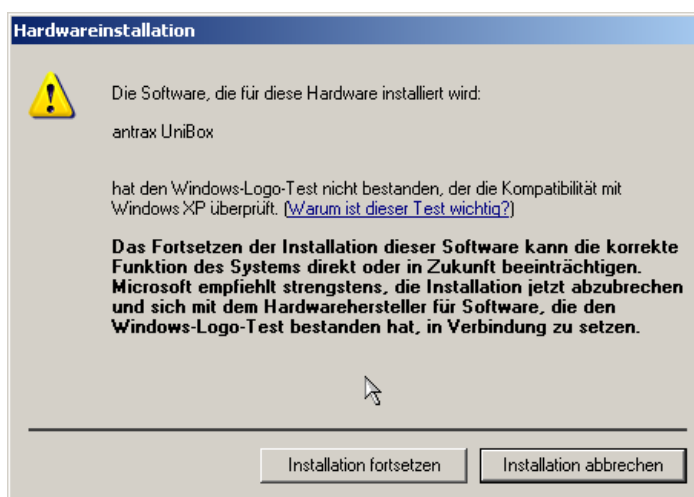 Hardwareinstallation
Die Software, die für diese Hardware installiert wird:
antrax UniBox
hat den Windows-Logo-Test nicht bestanden, der die Kompatibilität mit
Windows XP überprüft. (Warum ist dieser Test wichtig?)
Das Fortsetzen der Installation dieser Software kann die korrekte
Funktion des Systems direkt oder in Zukunft beeinträchtigen.
Microsoft empfiehlt strengstens, die Installation jetzt abzubrechen
und sich mit dem Hardwarehersteller für Software, die den
Windows-Logo-Test bestanden hat, in Verbindung zu setzen.
Installation fortsetzen
Installation abbrechen